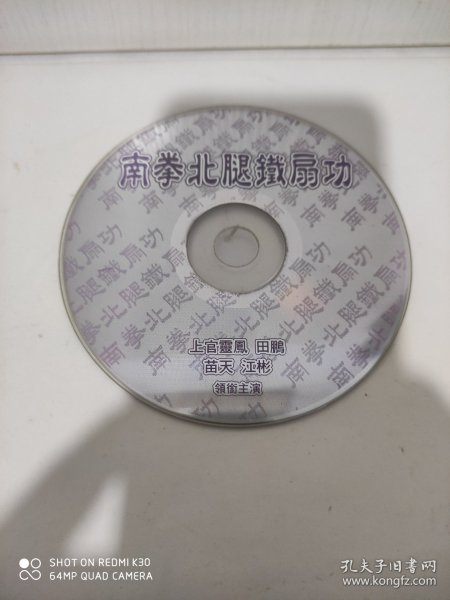 南拳北腿鐵扇功
上官靈鳳 田鵬
苗天 江彬
領銜主演
SHOT ON REDMI K30
64MP QUAD CAMERA
孔夫子旧书网
www.kongfz.com